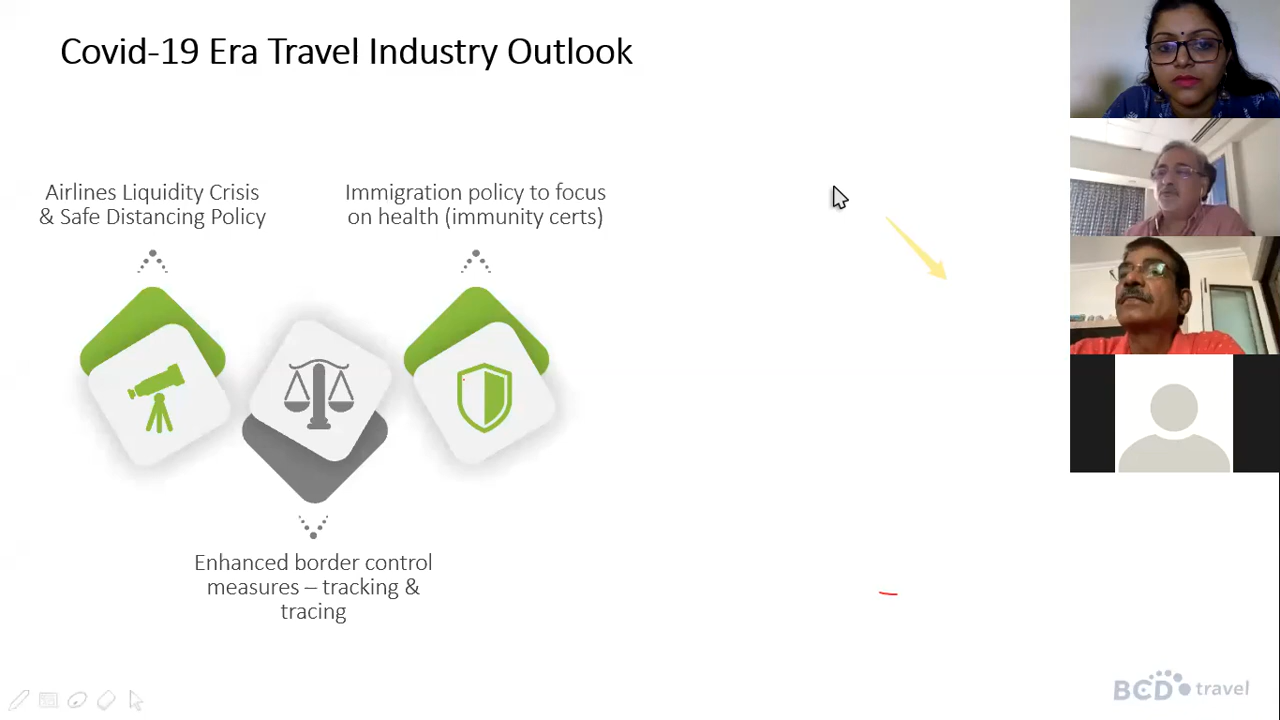 Covid-19 Era Travel Industry Outlook
Airlines Liquidity Crisis
& Safe Distancing Policy
Immigration policy to focus
on health (immunity certs)
Enhanced border control
measures – tracking &
tracing
BCD travel